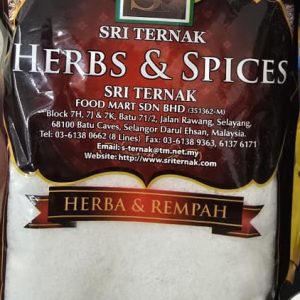 SRI TERNAK
HERBS & SPICES
SRI TERNAK
FOOD MART SDN BHD (351362-M)
Block 7H, 7J & 7K, Batu 71/2, Jalan Rawang, Selayang,
68100 Batu Caves, Selangor Darul Ehsan, Malaysia.
Tel: 03-6138 0662 (8 Lines) Fax: 03-6138 9363, 6137 6171
Email: s-ternak@tm.net.my
Website: http://www.sriternak.com
HERBA & REMPAH